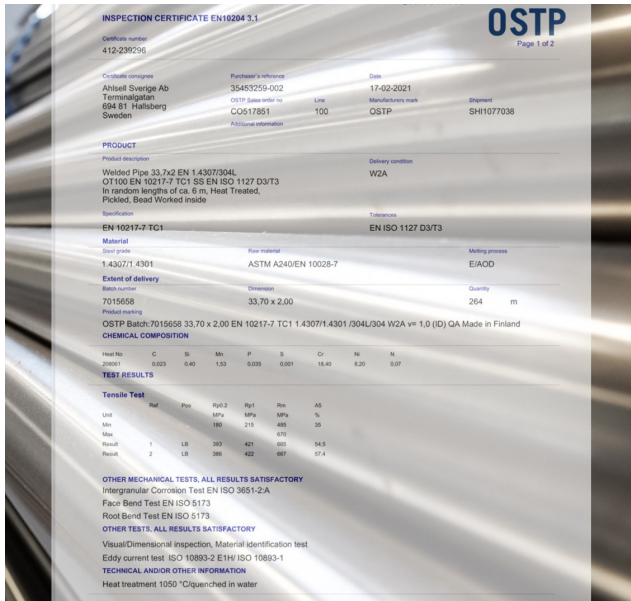 INSPECTION CERTIFICATE EN10204 3.1
OSTP
Certificate number
Page 1 of 2
412-239296
Certificate consignee Purchaser's reference Date
Ahlsell Sverige Ab 35453259-002 17-02-2021
Terminalgatan OSTP Sales order no Line Manufacturers mark Shipment
694 81 Hallsberg CO517851 100 OSTP SHI1077038
Sweden
Additional information
PRODUCT
Product description Delivery condition
Welded Pipe 33,7x2 EN 1.4307/304L W2A
OT100 EN 10217-7 TC1 SS EN ISO 1127 D3/T3
In random lengths of ca. 6 m, Heat Treated,
Pickled, Bead Worked inside
Specification Tolerances
EN 10217-7 TC1 EN ISO 1127 D3/T3
Material
Steel grade Raw material Melting process
1.4307/1.4301 ASTM A240/EN 10028-7 E/AOD
Extent of delivery
Batch number Dimension Quantity
7015658 33,70 x 2,00 264 m
Product marking
OSTP Batch:7015658 33,70 x 2,00 EN 10217-7 TC1 1.4307/1.4301 /304L/304 W2A v= 1,0 (ID) QA Made in Finland
CHEMICAL COMPOSITION
Heat No C Si Mn P S Cr Ni N
208061 0,023 0,40 1,53 0,035 0,001 18,40 8,20 0,07
TEST RESULTS
Tensile Test
Ref Pos Rp0.2 Rp1 Rm A5
Unit MPa MPa MPa %
Min 180 215 485 35
Max 670
Result 1 LB 393 421 665 54,5
Result 2 LB 386 422 667 57,4
OTHER MECHANICAL TESTS, ALL RESULTS SATISFACTORY
Intergranular Corrosion Test EN ISO 3651-2:A
Face Bend Test EN ISO 5173
Root Bend Test EN ISO 5173
OTHER TESTS, ALL RESULTS SATISFACTORY
Visual/Dimensional inspection, Material identification test
Eddy current test ISO 10893-2 E1H/ ISO 10893-1
TECHNICAL AND/OR OTHER INFORMATION
Heat treatment 1050 °C/quenched in water